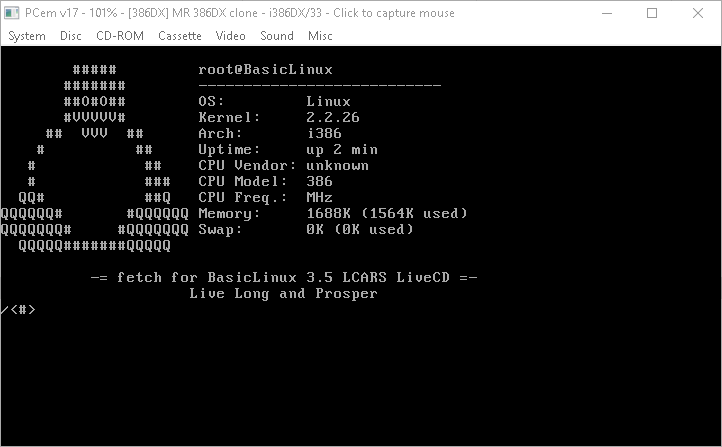 PCem v17 - 101% - [386DX] MR 386DX clone - i386DX/33 - Click to capture mouse
System Disc CD-ROM Cassette Video Sound Misc
         #####         root@BasicLinux
       #######        ---------------------------
       ##O#O##        OS:         Linux
       #VVVVV#        Kernel:     2.2.26
     ##  VVV  ##      Arch:       i386
    #          ##     Uptime:     up 2 min
   #            ##    CPU Vendor: unknown
   #            ###   CPU Model:  386
  QQ#           ##Q   CPU Freq.:  MHz
QQQQQQ#       #QQQQQQ Memory:     1688K (1564K used)
QQQQQQQ#     #QQQQQQQ Swap:       0K (0K used)
  QQQQQ#######QQQQQ
-= fetch for BasicLinux 3.5 LCARS LiveCD =-
Live Long and Prosper
/<#>